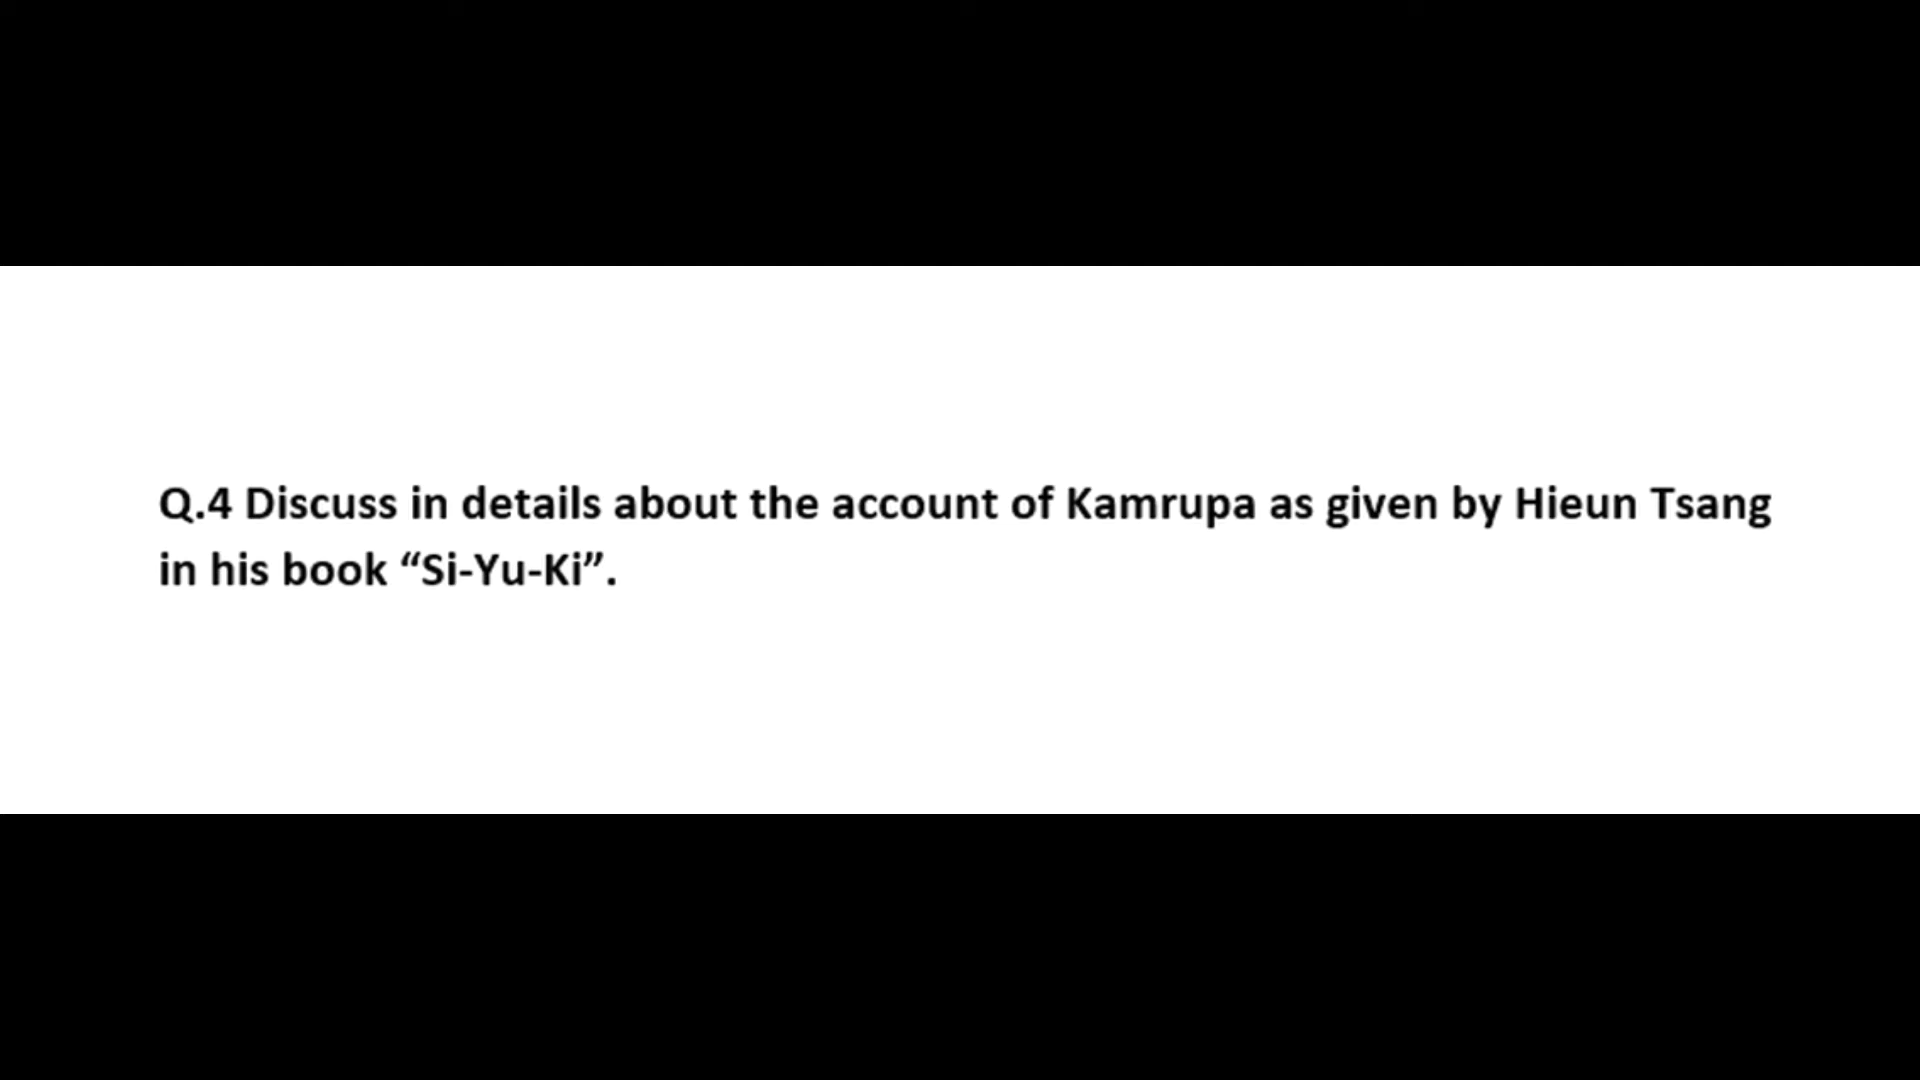 Q.4 Discuss in details about the account of Kamrupa as given by Hieun Tsang
in his book “Si-Yu-Ki”.